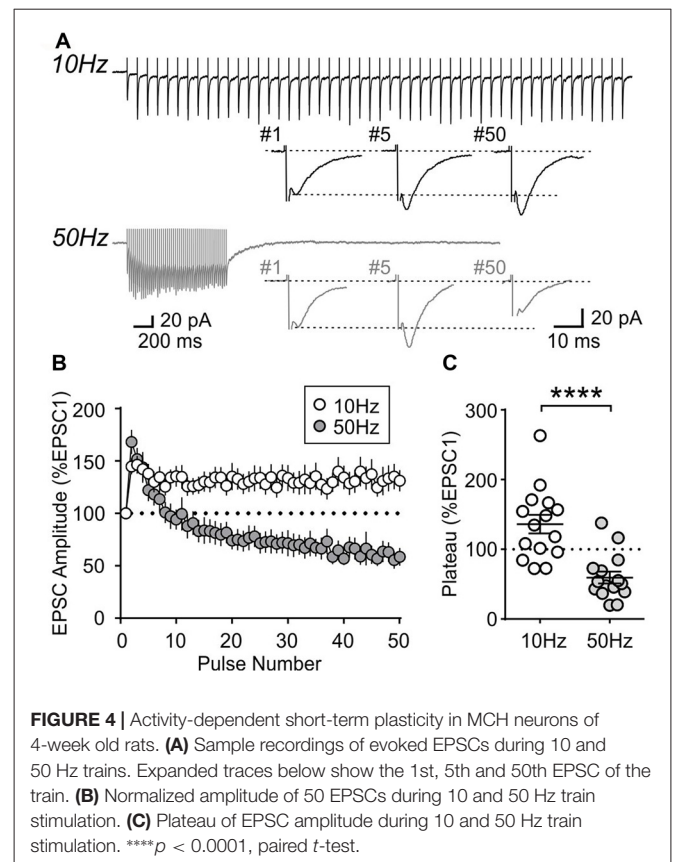 A
10Hz
#1 #5 #50
50Hz
#1 #5 #50
20 pA
200 ms
20 pA
10 ms
B
C
200
150
100
50
0
EPSC Amplitude (%EPSC1)
10Hz
50Hz
0 10 20 30 40 50
Pulse Number
****
300
200
100
0
Plateau (%EPSC1)
10Hz 50Hz
FIGURE 4 | Activity-dependent short-term plasticity in MCH neurons of
4-week old rats. (A) Sample recordings of evoked EPSCs during 10 and
50 Hz trains. Expanded traces below show the 1st, 5th and 50th EPSC of the
train. (B) Normalized amplitude of 50 EPSCs during 10 and 50 Hz train
stimulation. (C) Plateau of EPSC amplitude during 10 and 50 Hz train
stimulation. ****p < 0.0001, paired t-test.